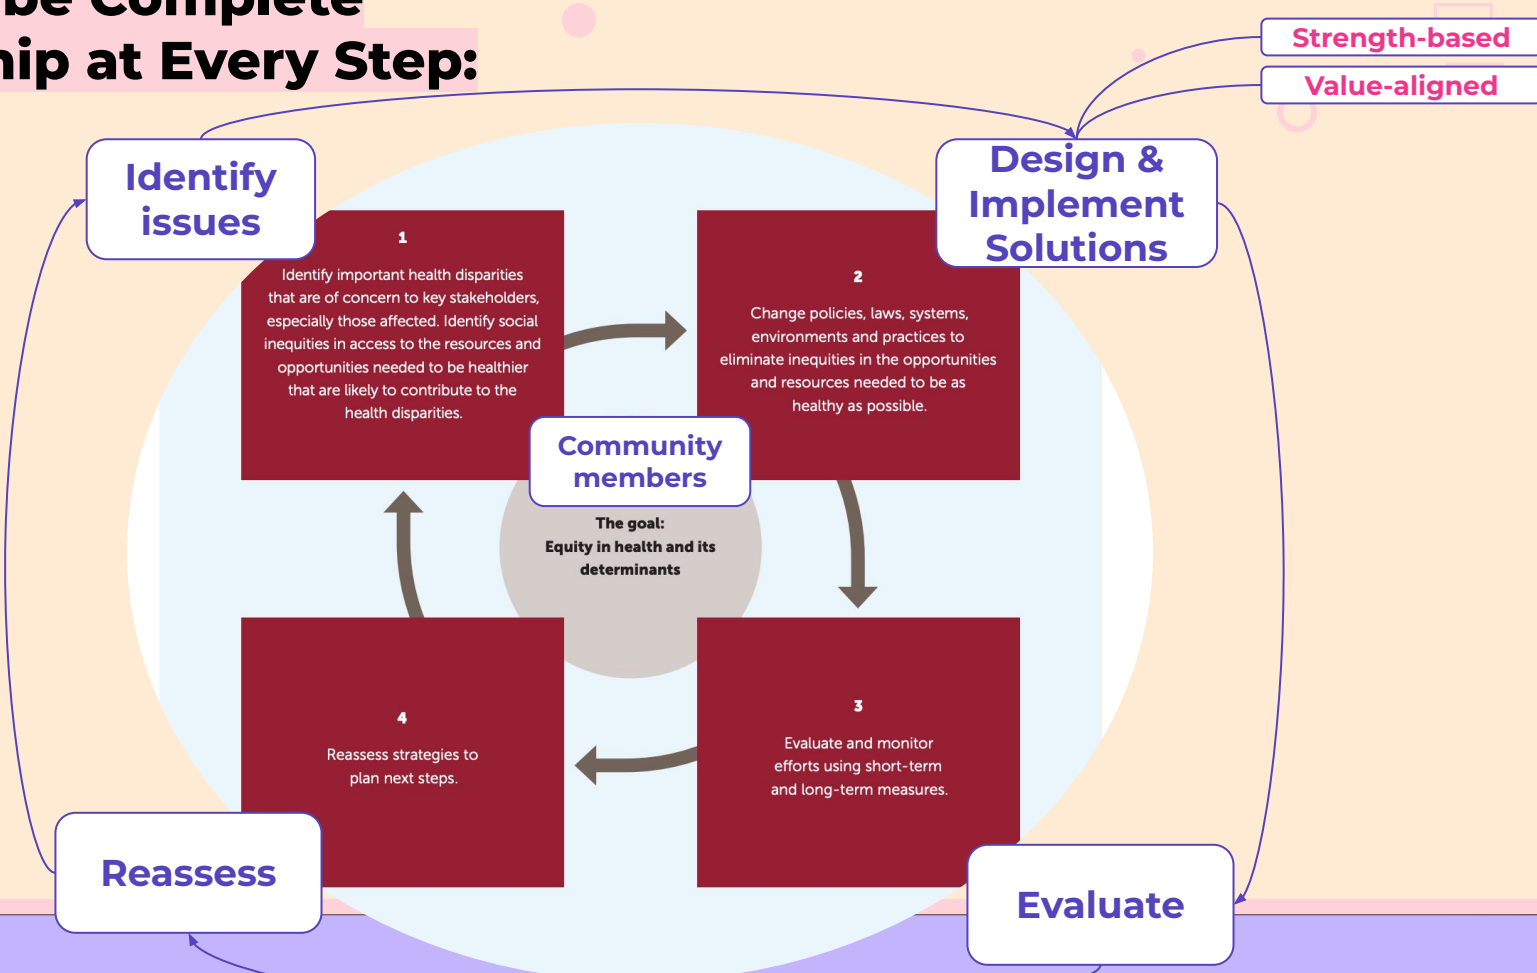 be Complete
hip at Every Step:
Strength-based
Value-aligned
Identify
issues
Design &
Implement
Solutions
1
Identify important health disparities
that are of concern to key stakeholders,
especially those affected. Identify social
inequities in access to the resources and
opportunities needed to be healthier
that are likely to contribute to the
health disparities.
2
Change policies, laws, systems,
environments and practices to
eliminate inequities in the opportunities
and resources needed to be as
healthy as possible.
Community
members
The goal:
Equity in health and its
determinants
4
Reassess strategies to
plan next steps.
3
Evaluate and monitor
efforts using short-term
and long-term measures.
Reassess
Evaluate